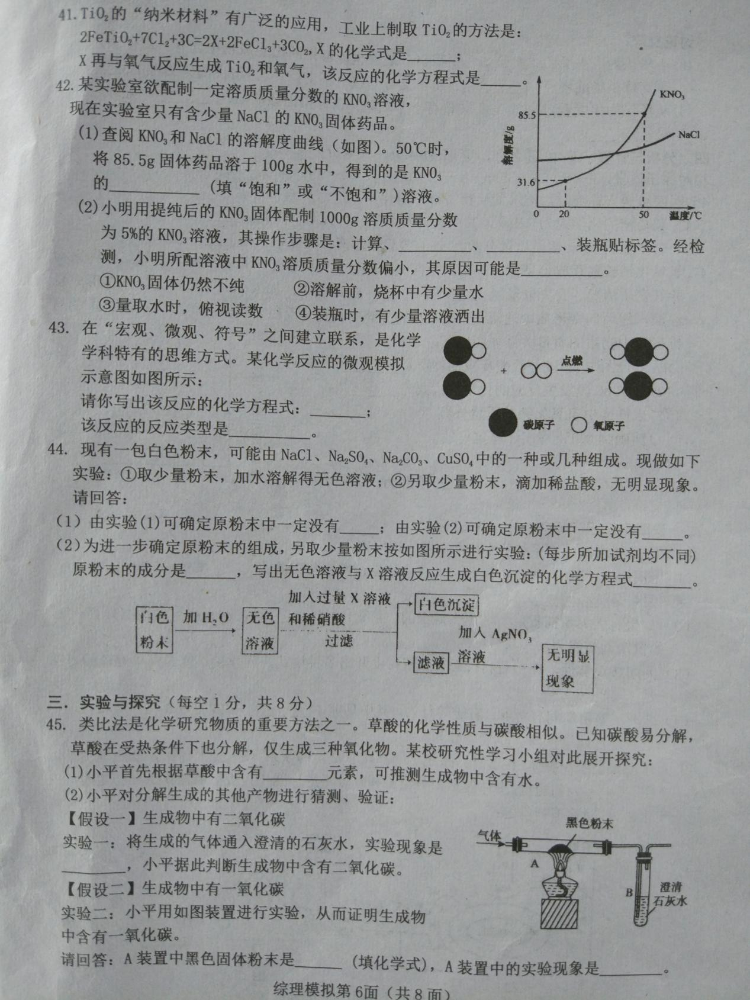 41.TiO₂的“纳米材料”有广泛的应用，工业上制取TiO₂的方法是：
2FeTiO₂+7Cl₂+3C=2X+2FeCl₃+3CO₂, X的化学式是______；
X再与氧气反应生成TiO₂和氧气，该反应的化学方程式是_____。
42.某实验室欲配制一定溶质质量分数的KNO₃溶液，
现在实验室只有含少量NaCl的KNO₃固体药品。
(1)查阅KNO₃和NaCl的溶解度曲线（如图）。50℃时，
将85.5g固体药品溶于100g水中，得到的是KNO₃
的___________ (填“饱和”或“不饱和”)溶液。
溶解度/g
85.5
31.6
0 20 50 温度/℃
KNO₃
NaCl
(2)小明用提纯后的KNO₃固体配制1000g溶质质量分数
为5%的KNO₃溶液，其操作步骤是：计算、_________、_________、装瓶贴标签。经检
测，小明所配溶液中KNO₃溶质质量分数偏小，其原因可能是__________。
①KNO₃固体仍然不纯 ②溶解前，烧杯中有少量水
③量取水时，俯视读数 ④装瓶时，有少量溶液洒出
43. 在“宏观、微观、符号”之间建立联系，是化学
学科特有的思维方式。某化学反应的微观模拟
示意图如图所示：
请你写出该反应的化学方程式：_______；
该反应的反应类型是__________。
+ 点燃
碳原子 氧原子
44. 现有一包白色粉末，可能由NaCl、Na₂SO₄、Na₂CO₃、CuSO₄中的一种或几种组成。现做如下
实验：①取少量粉末，加水溶解得无色溶液；②另取少量粉末，滴加稀盐酸，无明显现象。
请回答：
（1）由实验(1)可确定原粉末中一定没有_____；由实验(2)可确定原粉末中一定没有_____。
（2)为进一步确定原粉末的组成，另取少量粉末按如图所示进行实验：(每步所加试剂均不同)
原粉末的成分是______，写出无色溶液与X溶液反应生成白色沉淀的化学方程式_______。
白色
粉末
加H₂O
无色
溶液
加入过量X溶液
和稀硝酸
过滤
白色沉淀
滤液
加入AgNO₃
溶液
无明显
现象
三．实验与探究（每空1分，共8分）
45. 类比法是化学研究物质的重要方法之一。草酸的化学性质与碳酸相似。已知碳酸易分解，
草酸在受热条件下也分解，仅生成三种氧化物。某校研究性学习小组对此展开探究：
(1)小平首先根据草酸中含有________元素，可推测生成物中含有水。
(2)小平对分解生成的其他产物进行猜测、验证：
【假设一】生成物中有二氧化碳
实验一：将生成的气体通入澄清的石灰水，实验现象是
________，小平据此判断生成物中含有二氧化碳。
【假设二】生成物中有一氧化碳
实验二：小平用如图装置进行实验，从而证明生成物
中含有一氧化碳。
黑色粉末
气体
A
B
澄清
石灰水
请回答：A装置中黑色固体粉末是______ (填化学式)，A装置中的实验现象是________。
综理模拟第6面（共8面）